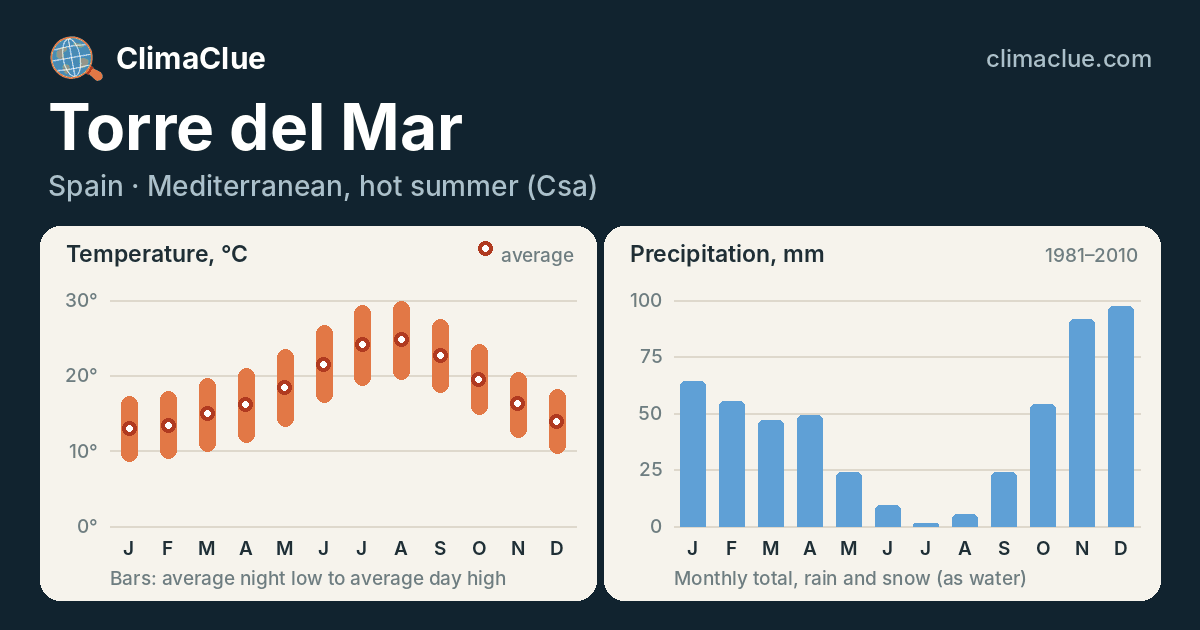 ClimaClue
climaclue.com
Torre del Mar
Spain · Mediterranean, hot summer (Csa)
Temperature, °C
average
30°
20°
10°
0°
J F M A M J J A S O N D
Bars: average night low to average day high
Precipitation, mm
1981–2010
100
75
50
25
0
J F M A M J J A S O N D
Monthly total, rain and snow (as water)